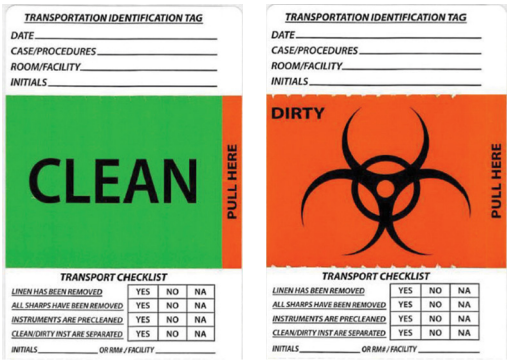 TRANSPORTATION IDENTIFICATION TAG
DATE
CASE/PROCEDURES
ROOM/FACILITY
INITIALS
CLEAN
PULL HERE
TRANSPORT CHECKLIST
LINEN HAS BEEN REMOVED YES NO NA
ALL SHARPS HAVE BEEN REMOVED YES NO NA
INSTRUMENTS ARE PRECLEANED YES NO NA
CLEAN/DIRTY INST ARE SEPARATED YES NO NA
INITIALS OR RM# / FACILITY
TRANSPORTATION IDENTIFICATION TAG
DATE
CASE/PROCEDURES
ROOM/FACILITY
INITIALS
DIRTY
PULL HERE
TRANSPORT CHECKLIST
LINEN HAS BEEN REMOVED YES NO NA
ALL SHARPS HAVE BEEN REMOVED YES NO NA
INSTRUMENTS ARE PRECLEANED YES NO NA
CLEAN/DIRTY INST ARE SEPARATED YES NO NA
INITIALS OR RM# / FACILITY